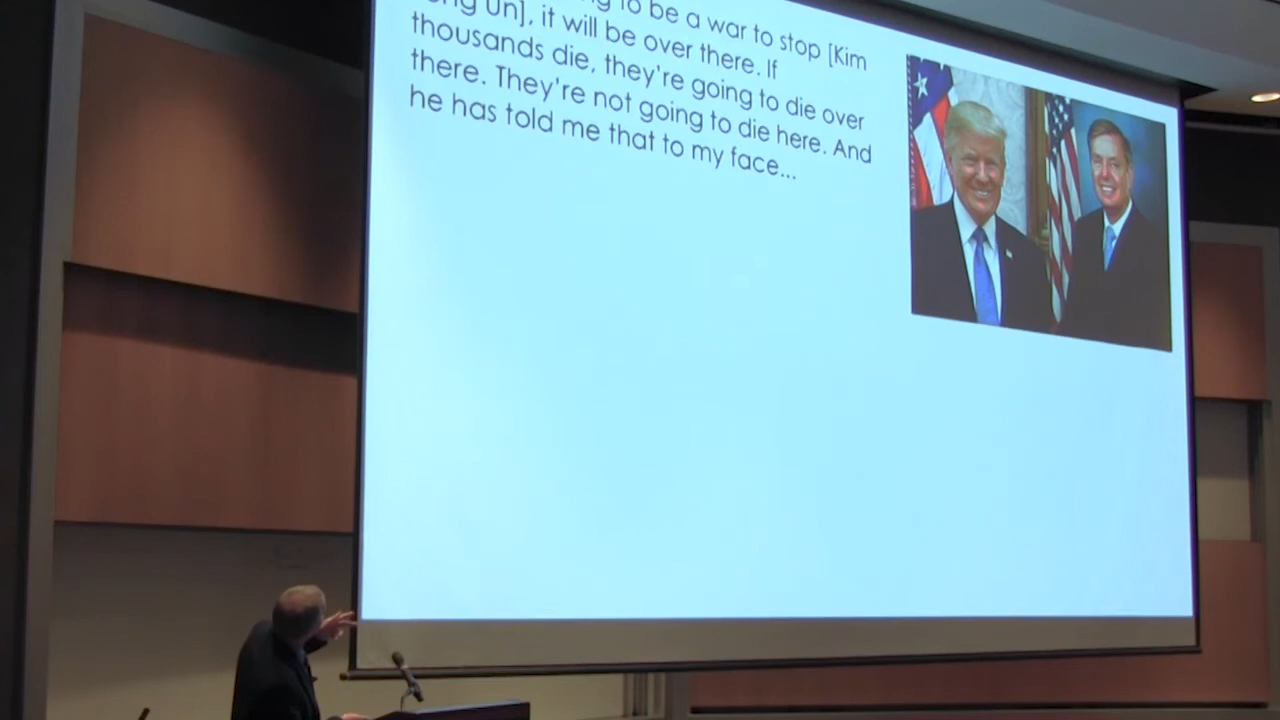 to be a war to stop [Kim
Un], it will be over there. If
thousands die, they're going to die over
there. They're not going to die here. And
he has told me that to my face...